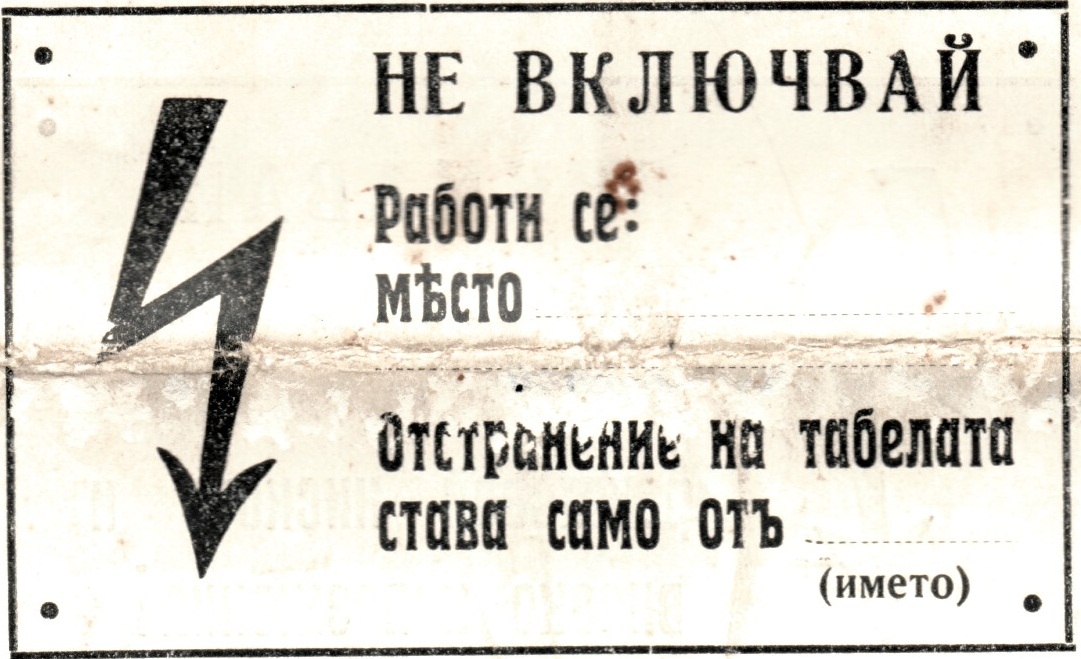 НЕ ВКЛЮЧВАЙ
Работи се:
мѣсто
Отстранение на табелата
става само отъ
(името)